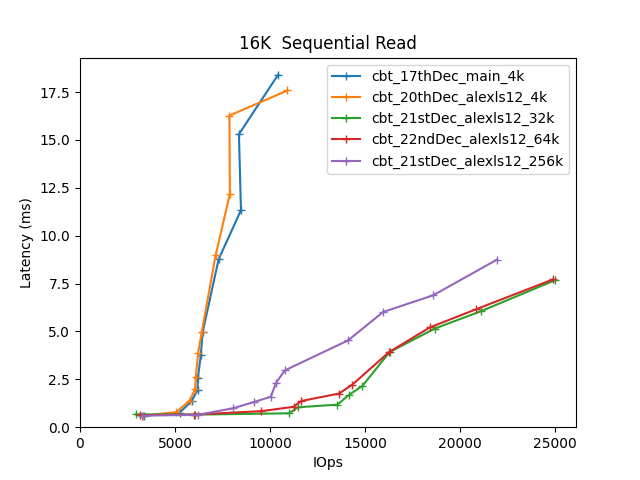 16K  Sequential Read
cbt_17thDec_main_4k
cbt_20thDec_alexls12_4k
cbt_21stDec_alexls12_32k
cbt_22ndDec_alexls12_64k
cbt_21stDec_alexls12_256k
Latency (ms)
17.5
15.0
12.5
10.0
7.5
5.0
2.5
0.0
0 5000 10000 15000 20000 25000
IOps